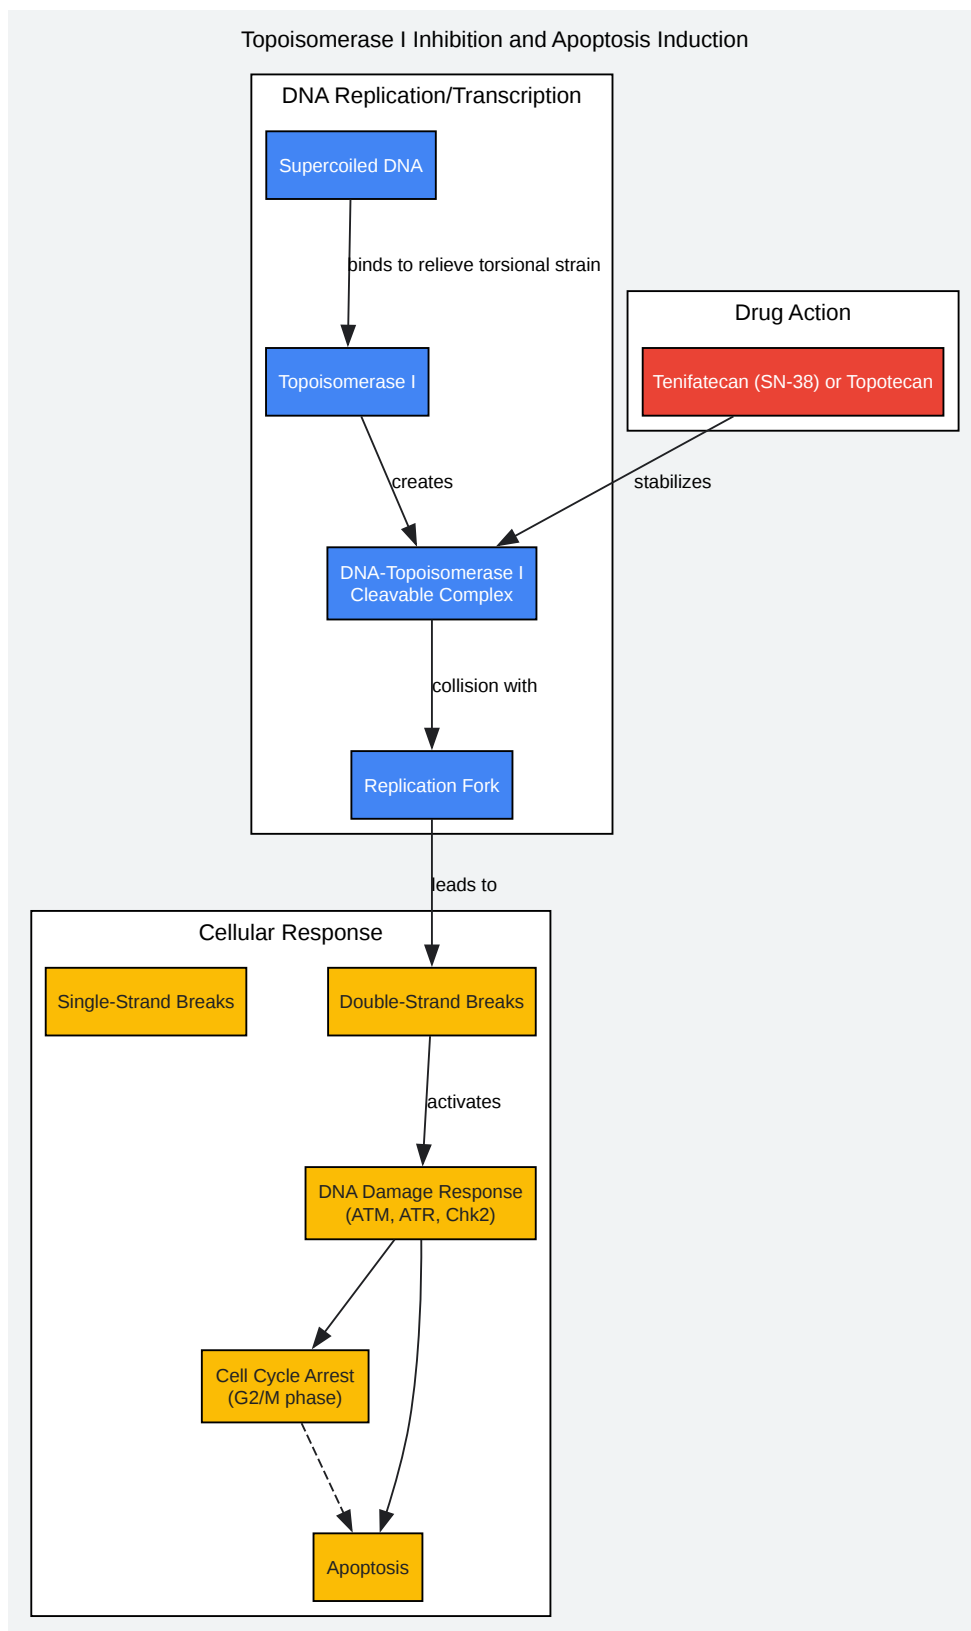 Topoisomerase I Inhibition and Apoptosis Induction
DNA Replication/Transcription
Supercoiled DNA
binds to relieve torsional strain
Drug Action
Topoisomerase I
Tenifatecan (SN-38) or Topotecan
creates
stabilizes
DNA-Topoisomerase I
Cleavable Complex
collision with
Replication Fork
leads to
Cellular Response
Single-Strand Breaks
Double-Strand Breaks
activates
DNA Damage Response
(ATM, ATR, Chk2)
Cell Cycle Arrest
(G2/M phase)
Apoptosis